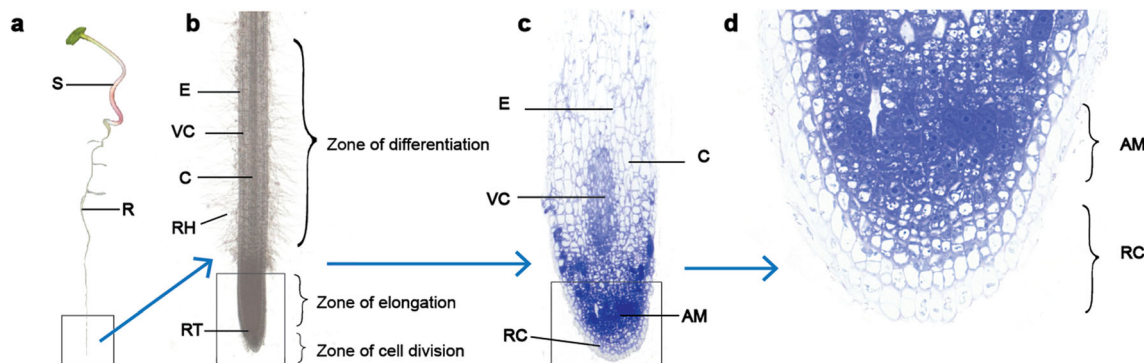 a
S
R
b
E
VC
C
RH
RT
Zone of differentiation
Zone of elongation
Zone of cell division
c
E
C
VC
AM
RC
d
AM
RC